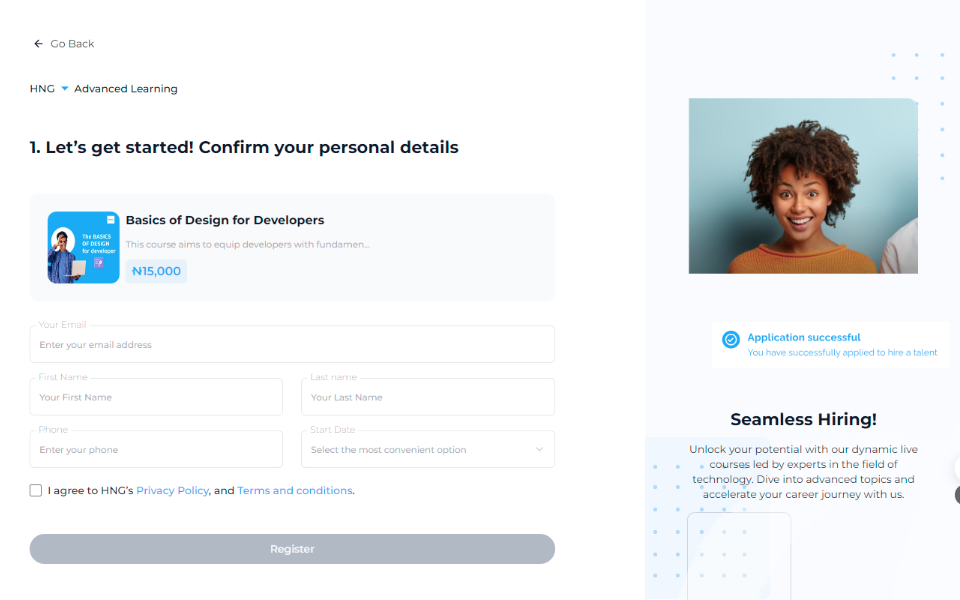 Go Back
HNG Advanced Learning
1. Let's get started! Confirm your personal details
The BASICS
OF DESIGN
for developer
Basics of Design for Developers
This course aims to equip developers with fundamen...
₦15,000
Your Email
Enter your email address
First Name
Your First Name
Last name
Your Last Name
Phone
Enter your phone
Start Date
Select the most convenient option
I agree to HNG's Privacy Policy, and Terms and conditions.
Register
Application successful
You have successfully applied to hire a talent
Seamless Hiring!
Unlock your potential with our dynamic live
courses led by experts in the field of
technology. Dive into advanced topics and
accelerate your career journey with us.